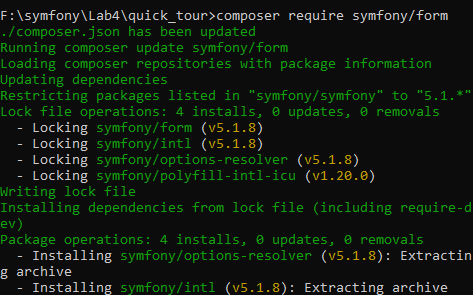 F:\symfony\Lab4\quick_tour>composer require symfony/form
./composer.json has been updated
Running composer update symfony/form
Loading composer repositories with package information
Updating dependencies
Restricting packages listed in "symfony/symfony" to "5.1.*"
Lock file operations: 4 installs, 0 updates, 0 removals
  - Locking symfony/form (v5.1.8)
  - Locking symfony/intl (v5.1.8)
  - Locking symfony/options-resolver (v5.1.8)
  - Locking symfony/polyfill-intl-icu (v1.20.0)
Writing lock file
Installing dependencies from lock file (including require-d
ev)
Package operations: 4 installs, 0 updates, 0 removals
  - Installing symfony/options-resolver (v5.1.8): Extractin
g archive
  - Installing symfony/intl (v5.1.8): Extracting archive